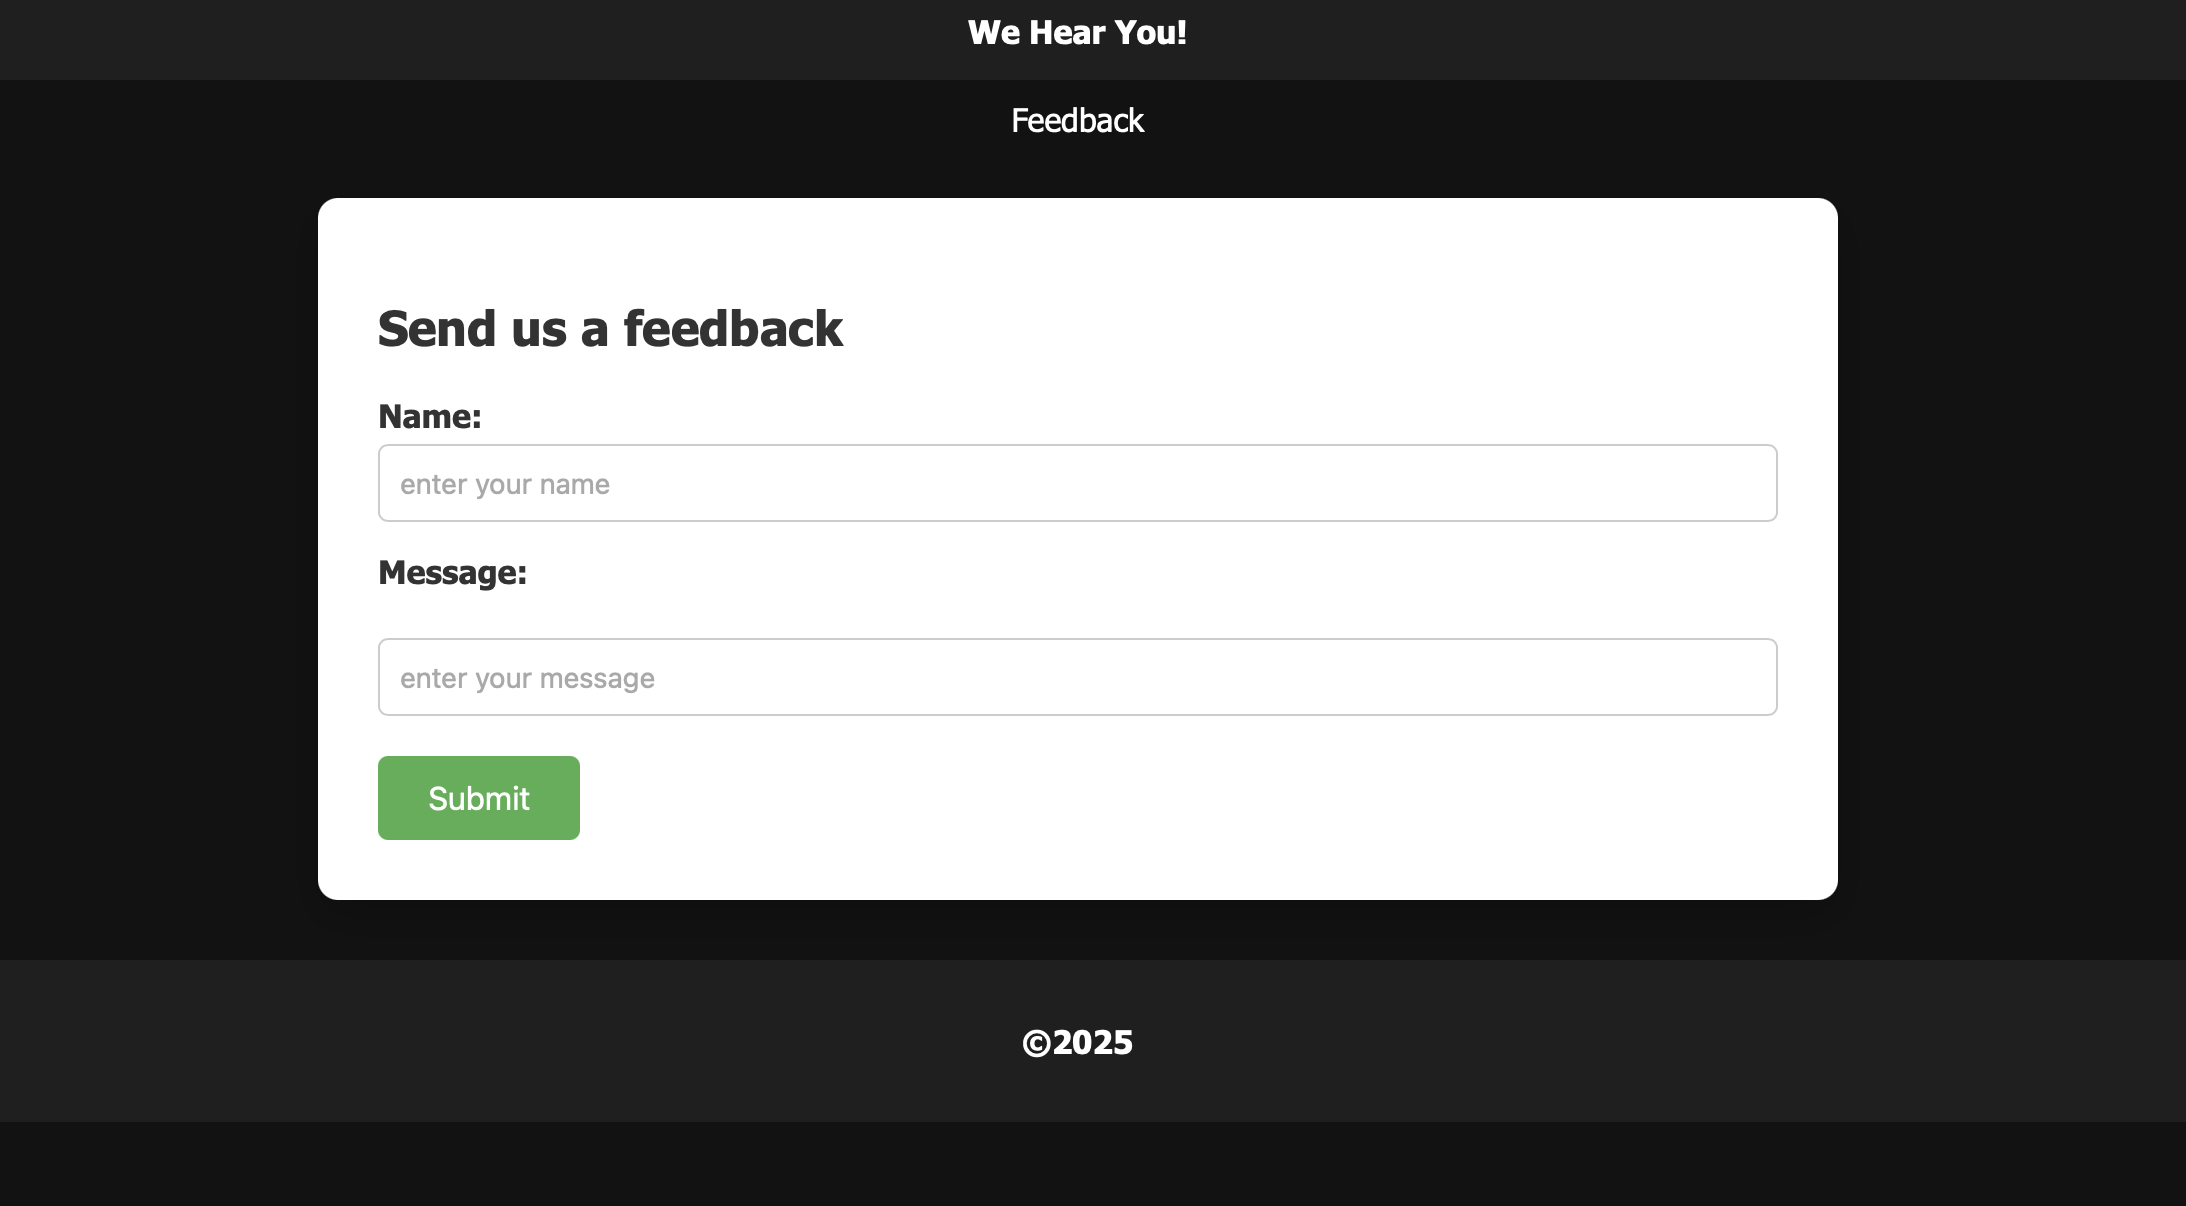 We Hear You!
Feedback
Send us a feedback
Name:
enter your name
Message:
enter your message
Submit
©2025